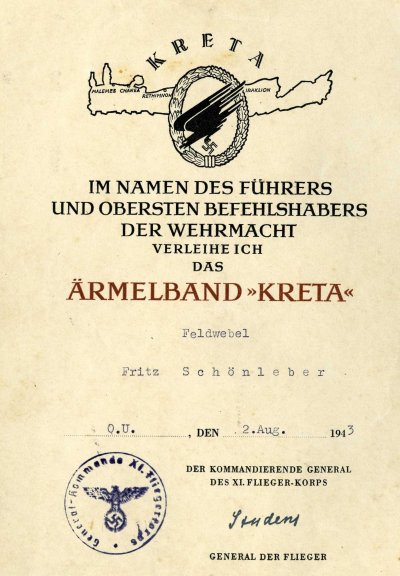 KRETA
MALEMES CHANEA RETHYMNON IRAKLION
IM NAMEN DES FÜHRERS
UND OBERSTEN BEFEHLSHABERS
DER WEHRMACHT
VERLEIHE ICH
DAS
ÄRMELBAND »KRETA«
Feldwebel
Fritz Schönleber
O.U. , DEN 2.Aug. 1943
General-Kommando XI. Fliegerkorps
DER KOMMANDIERENDE GENERAL
DES XI. FLIEGER-KORPS
Student
GENERAL DER FLIEGER